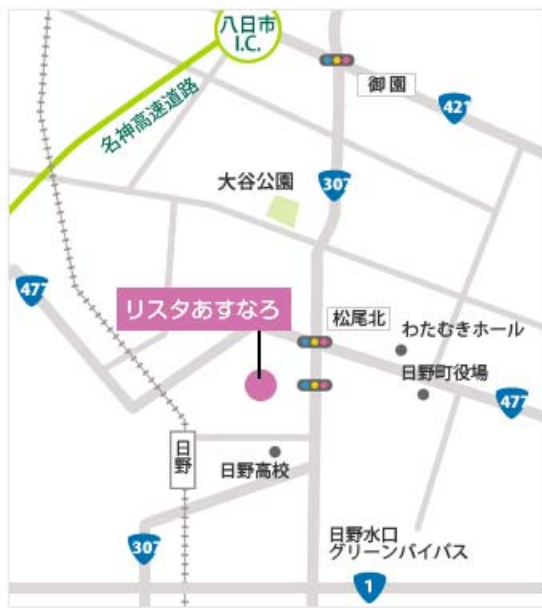 八日市
I.C.
名神高速道路
御園
421
大谷公園
307
477
リスタあすなろ
松尾北
わたむきホール
日野町役場
477
日野
日野高校
日野水口
グリーンバイパス
307
1